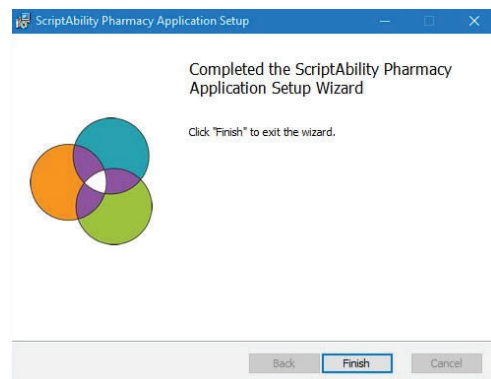 ScriptAbility Pharmacy Application Setup
Completed the ScriptAbility Pharmacy
Application Setup Wizard
Click "Finish" to exit the wizard.
Back Finish Cancel